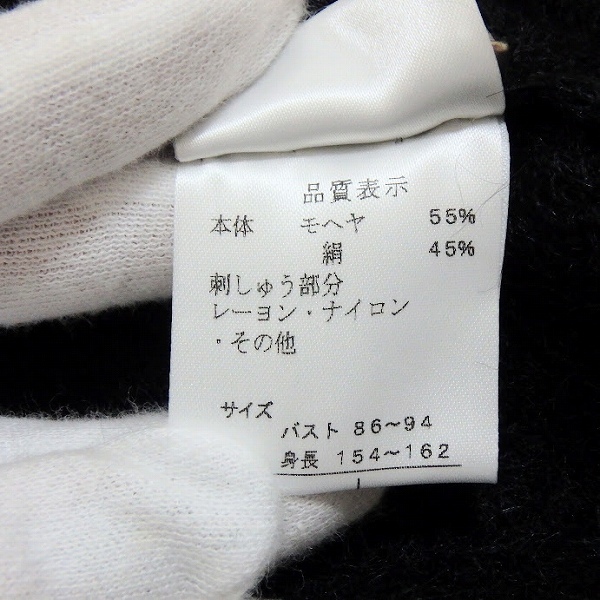 品質表示
本体 モヘヤ 55%
絹 45%
刺しゅう部分
レーヨン・ナイロン
・その他
サイズ
バスト 86~94
身長 154~162